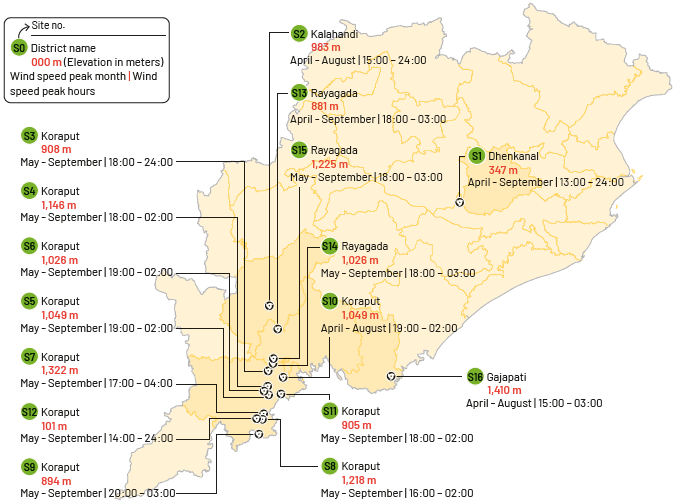 Site no.
S0 District name
000 m (Elevation in meters)
Wind speed peak month | Wind
speed peak hours
S2 Kalahandi
983 m
April - August | 15:00 - 24:00
S13 Rayagada
881 m
April - September | 18:00 - 03:00
S15 Rayagada
1,225 m
May - September | 18:00 - 03:00
S1 Dhenkanal
347 m
April - September | 13:00 - 24:00
S3 Koraput
908 m
May - September | 18:00 - 24:00
S4 Koraput
1,146 m
May - September | 18:00 - 02:00
S6 Koraput
1,026 m
May - September | 19:00 - 02:00
S5 Koraput
1,049 m
May - September | 19:00 - 02:00
S7 Koraput
1,322 m
May - September | 17:00 - 04:00
S12 Koraput
101 m
May - September | 14:00 - 24:00
S9 Koraput
894 m
May - September | 20:00 - 03:00
S14 Rayagada
1,026 m
May - September | 18:00 - 03:00
S10 Koraput
1,049 m
April - August | 19:00 - 02:00
S16 Gajapati
1,410 m
April - August | 15:00 - 03:00
S11 Koraput
905 m
May - September | 18:00 - 02:00
S8 Koraput
1,218 m
May - September | 16:00 - 02:00